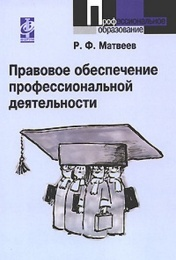 Профессиональное
образование
Р. Ф. Матвеев
Правовое обеспечение
профессиональной
деятельности